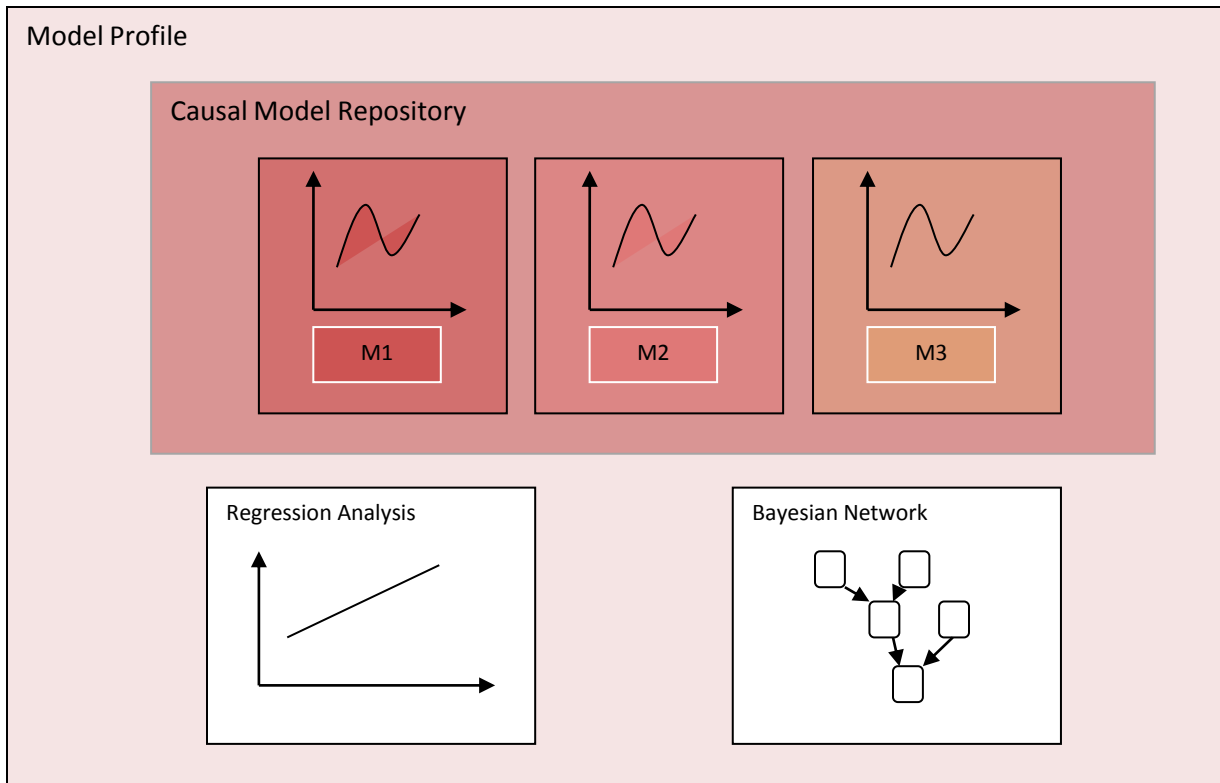 Model Profile
Causal Model Repository
M1
M2
M3
Regression Analysis
Bayesian Network